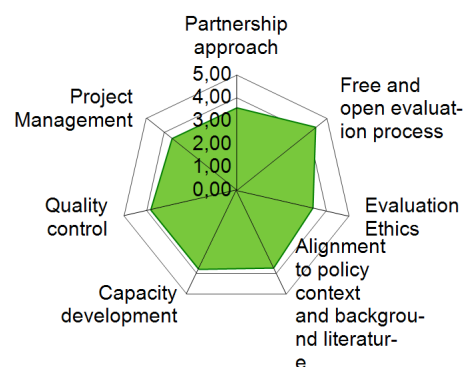 Partnership
approach
5,00
4,00
3,00
2,00
1,00
0,00
Free and
open evaluat-
ion process
Evaluation
Ethics
Alignment
to policy
context
and backgrou-
nd literatur-
e
Capacity
development
Quality
control
Project
Management